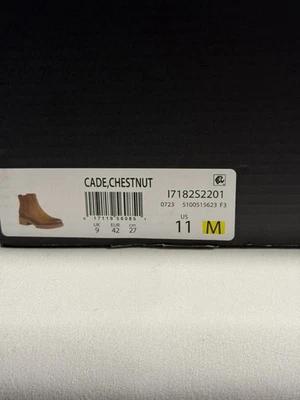 CADE,CHESTNUT
I7182S2201
0723 5100515623 F3
UK EUR cm
9 42 27
US
11 M